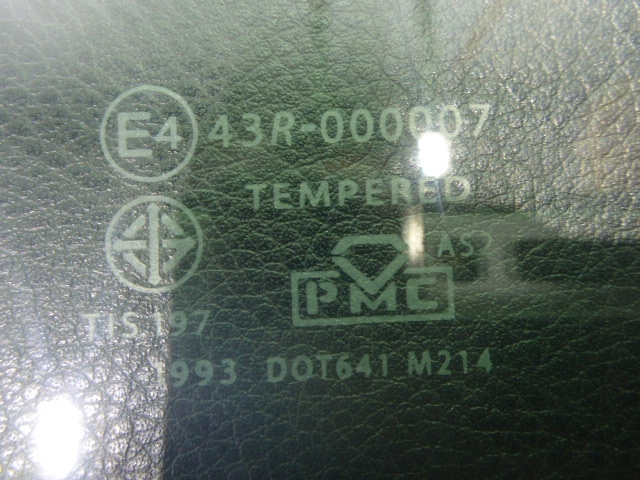 E4 43R-000007
TEMPERED
AS2
PMC
TIS 197
1993 DOT641 M214